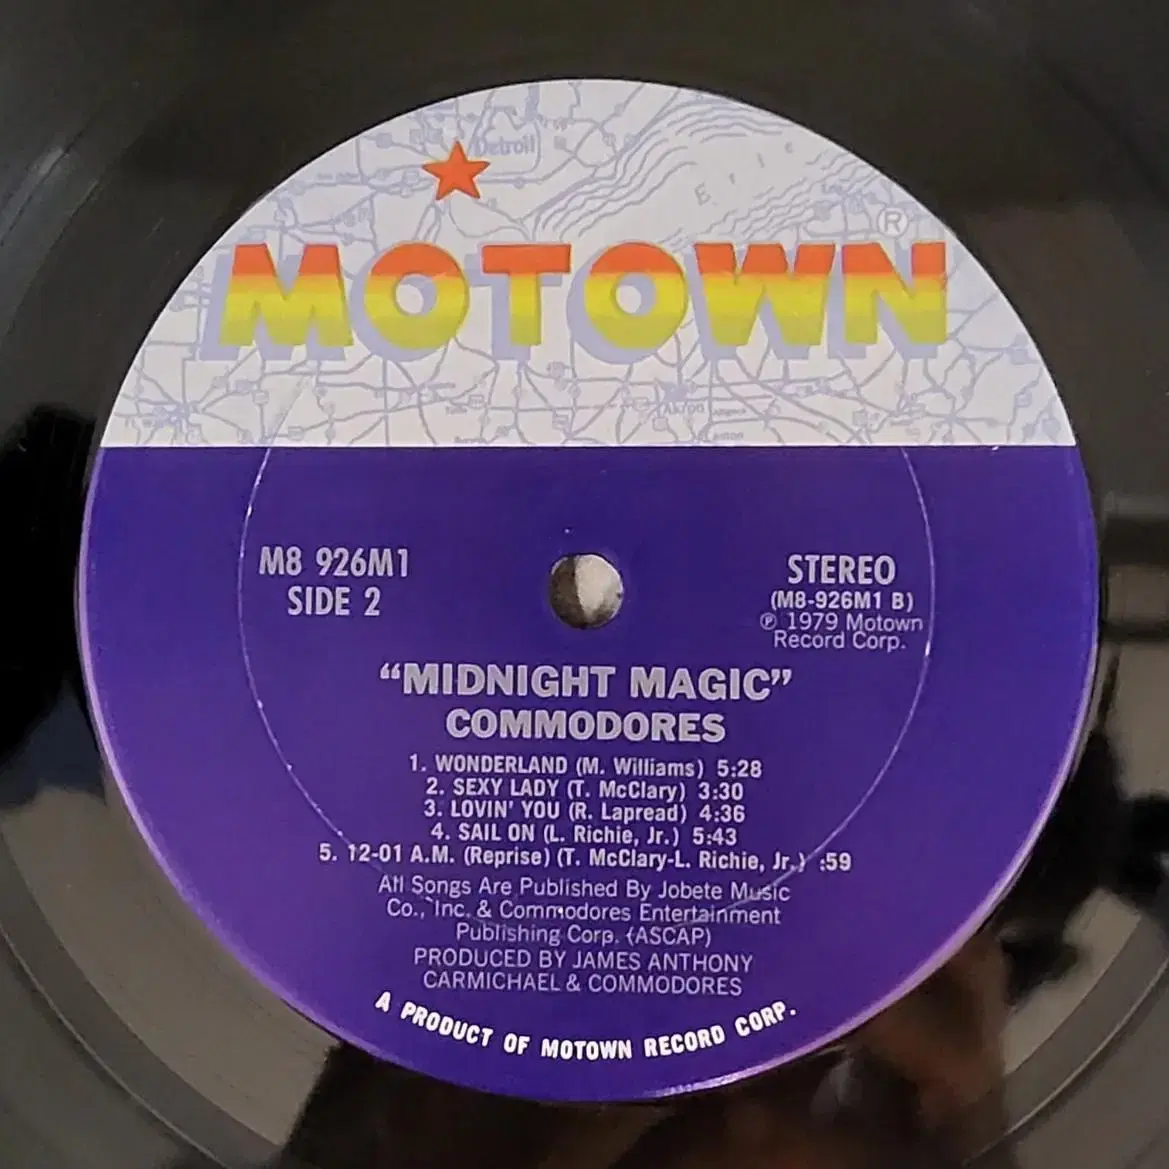 Detroit
Erie
®
MOTOWN
Akron
M8 926M1
SIDE 2
STEREO
(M8-926M1 B)
℗ 1979 Motown
Record Corp.
“MIDNIGHT MAGIC”
COMMODORES
1. WONDERLAND (M. Williams) 5:28
2. SEXY LADY (T. McClary) 3:30
3. LOVIN' YOU (R. Lapread) 4:36
4. SAIL ON (L. Richie, Jr.) 5:43
5. 12-01 A.M. (Reprise) (T. McClary-L. Richie, Jr.) :59
All Songs Are Published By Jobete Music
Co., Inc. & Commodores Entertainment
Publishing Corp. (ASCAP)
PRODUCED BY JAMES ANTHONY
CARMICHAEL & COMMODORES
A PRODUCT OF MOTOWN RECORD CORP.